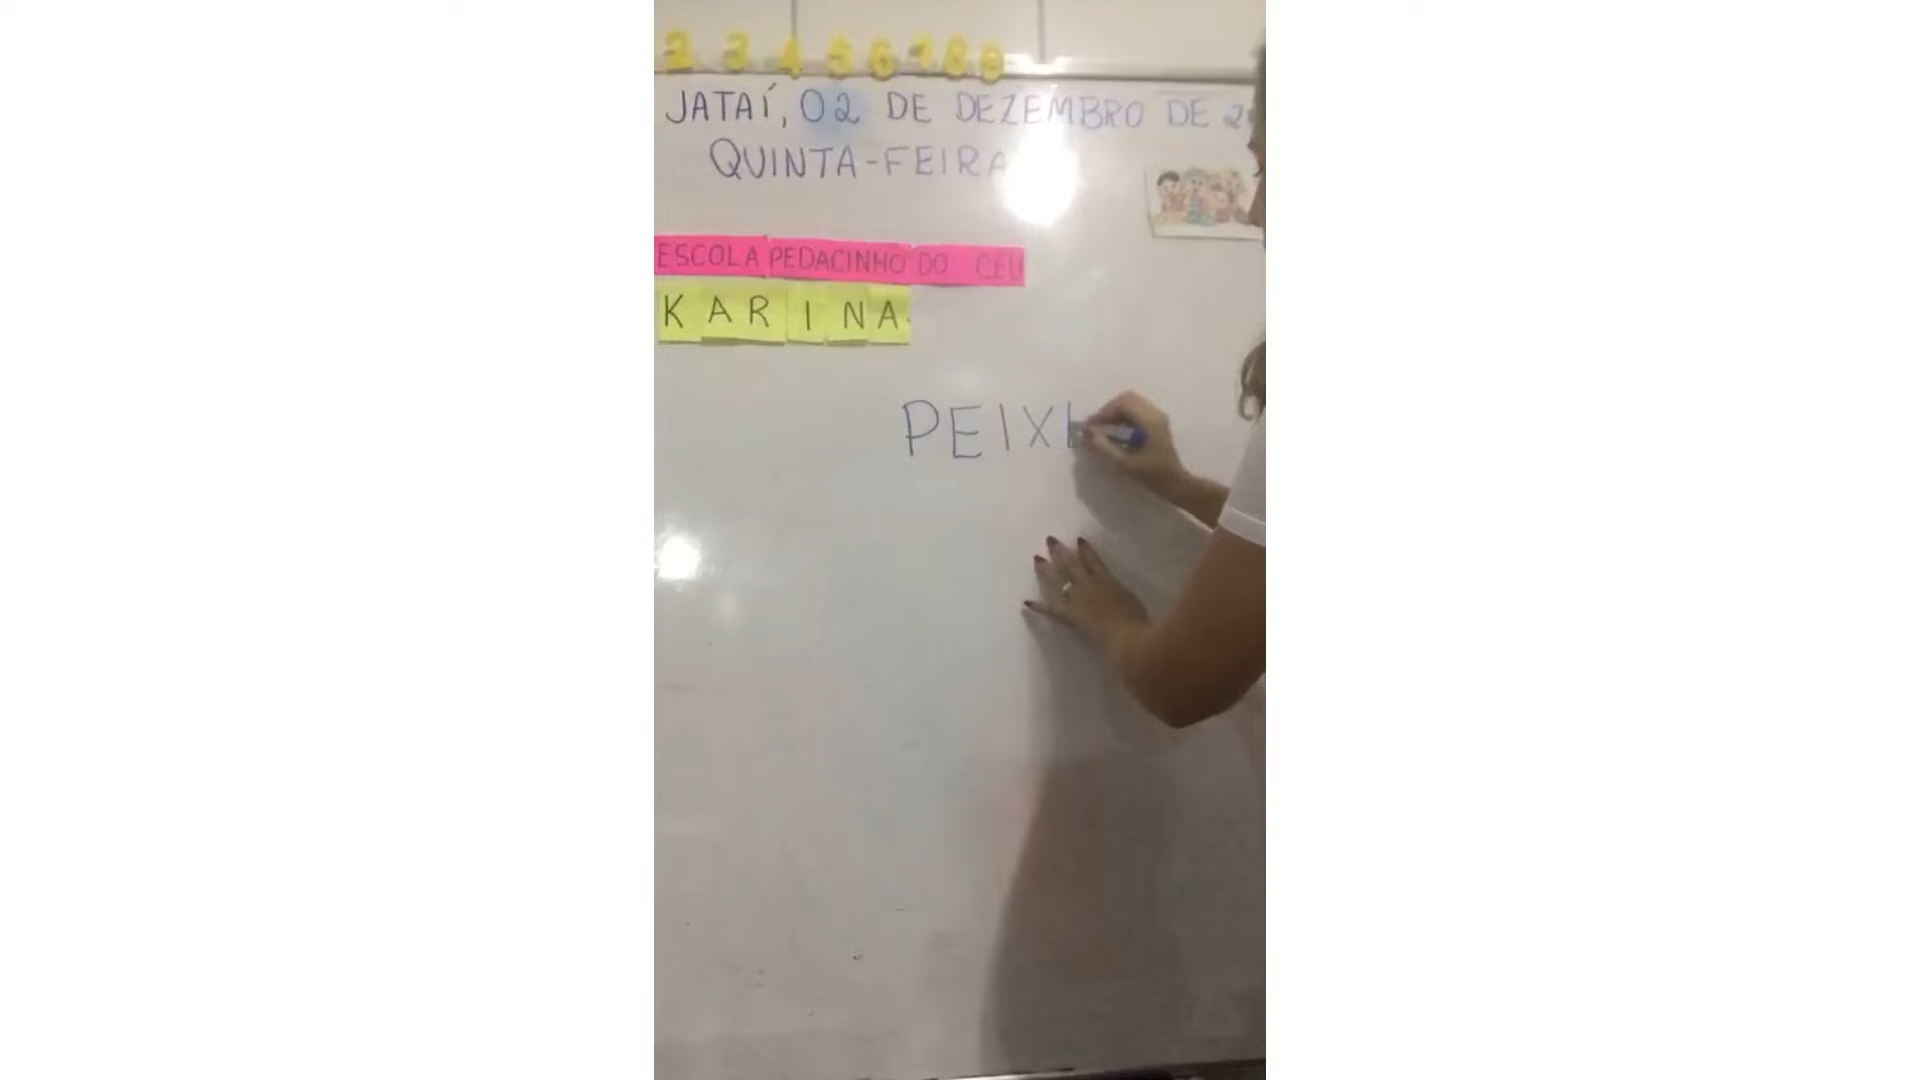 2 3 4 5 6 7 8 9
JATAÍ, 02 DE DEZEMBRO DE
QUINTA-FEIRA
ESCOLA PEDACINHO DO CEU
KARINA
PEIX